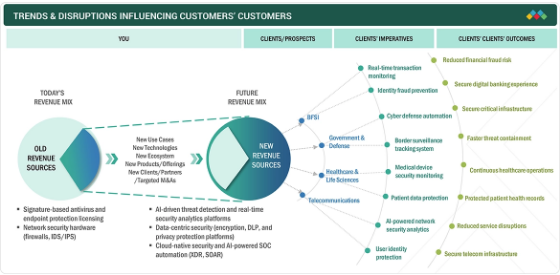 TRENDS & DISRUPTIONS INFLUENCING CUSTOMERS' CUSTOMERS
YOU
CLIENTS/PROSPECTS
CLIENTS' IMPERATIVES
CLIENTS' CLIENTS' OUTCOMES
TODAY'S
REVENUE MIX
OLD
REVENUE
SOURCES
• Signature-based antivirus and
endpoint protection licensing
• Network security hardware
(firewalls, IDS/IPS)
New Use Cases
New Technologies
New Ecosystem
New Products/Offerings
New Clients/Partners
/Targeted M&As
FUTURE
REVENUE MIX
NEW
REVENUE
SOURCES
• AI-driven threat detection and real-time
security analytics platforms
• Data-centric security (encryption, DLP, and
privacy protection platforms)
• Cloud-native security and AI-powered SOC
automation (XDR, SOAR)
BFSI
Government &
Defense
Healthcare &
Life Sciences
Telecommunications
Real-time transaction
monitoring
Identity fraud prevention
Cyber defense automation
Border surveillance
tracking system
Medical device
security monitoring
Patient data protection
AI-powered network
security analytics
User identity
protection
Reduced financial fraud risk
Secure digital banking experience
Secure critical infrastructure
Faster threat containment
Continuous healthcare operations
Protected patient health records
Reduced service disruptions
Secure telecom infrastructure